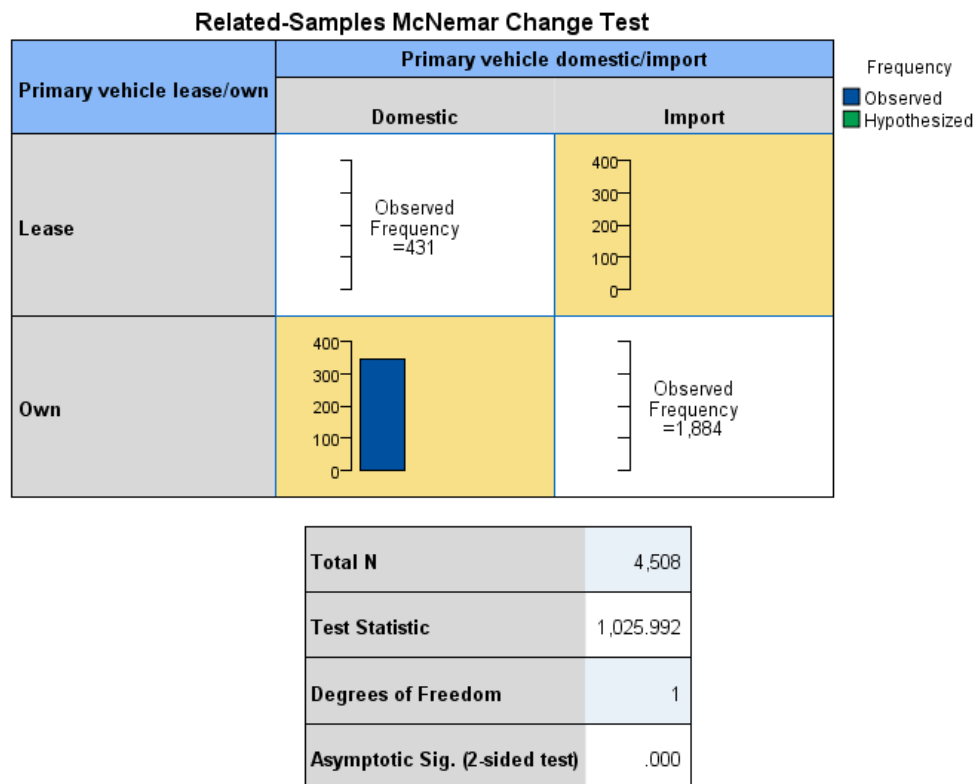 Related-Samples McNemar Change Test
Primary vehicle lease/own
Primary vehicle domestic/import
Domestic
Import
Frequency
Observed
Hypothesized
Lease
Observed
Frequency
=431
400
300
200
100
0
Own
400
300
200
100
0
Observed
Frequency
=1,884
Total N 4,508
Test Statistic 1,025.992
Degrees of Freedom 1
Asymptotic Sig. (2-sided test) .000